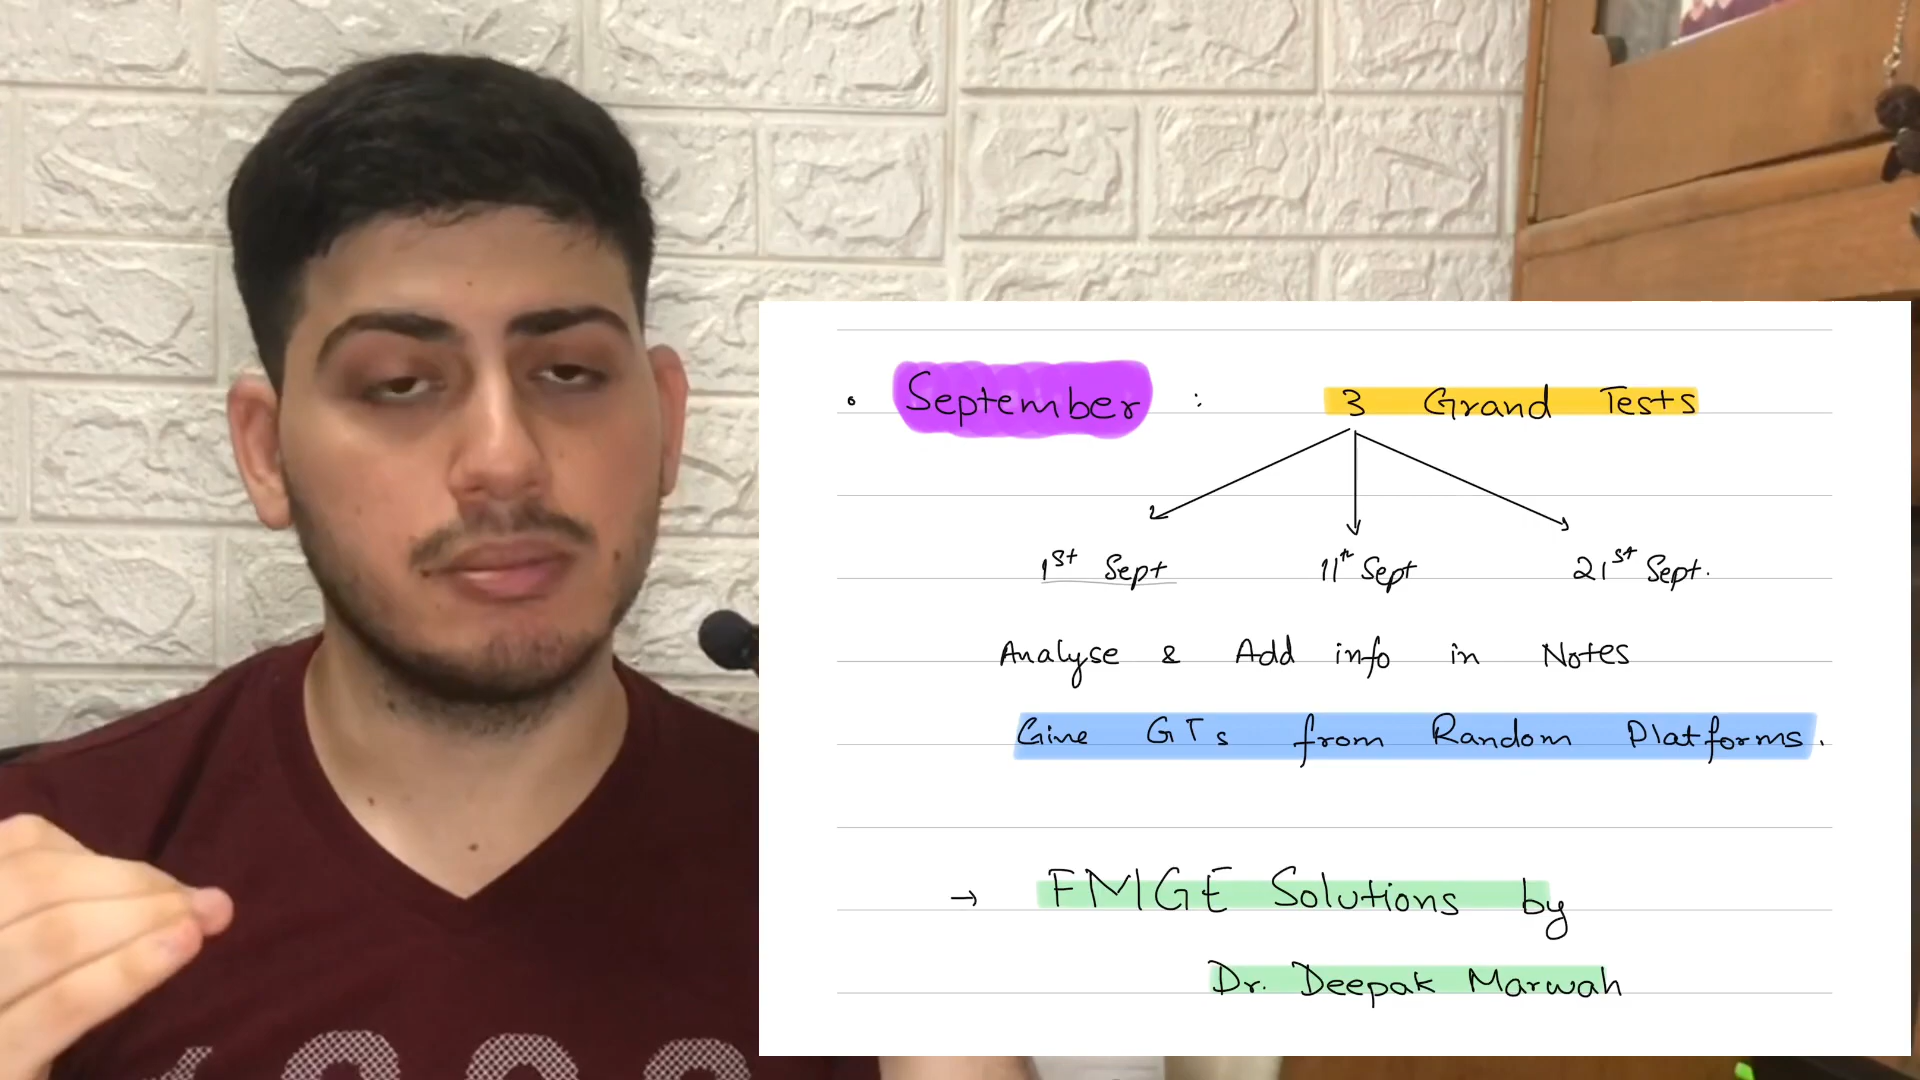 • September : 3 Grand Tests
1st Sept 11th Sept 21st Sept.
Analyse & Add info in Notes
Give GTs from Random Platforms.
→ FMGE Solutions by
Dr. Deepak Marwah